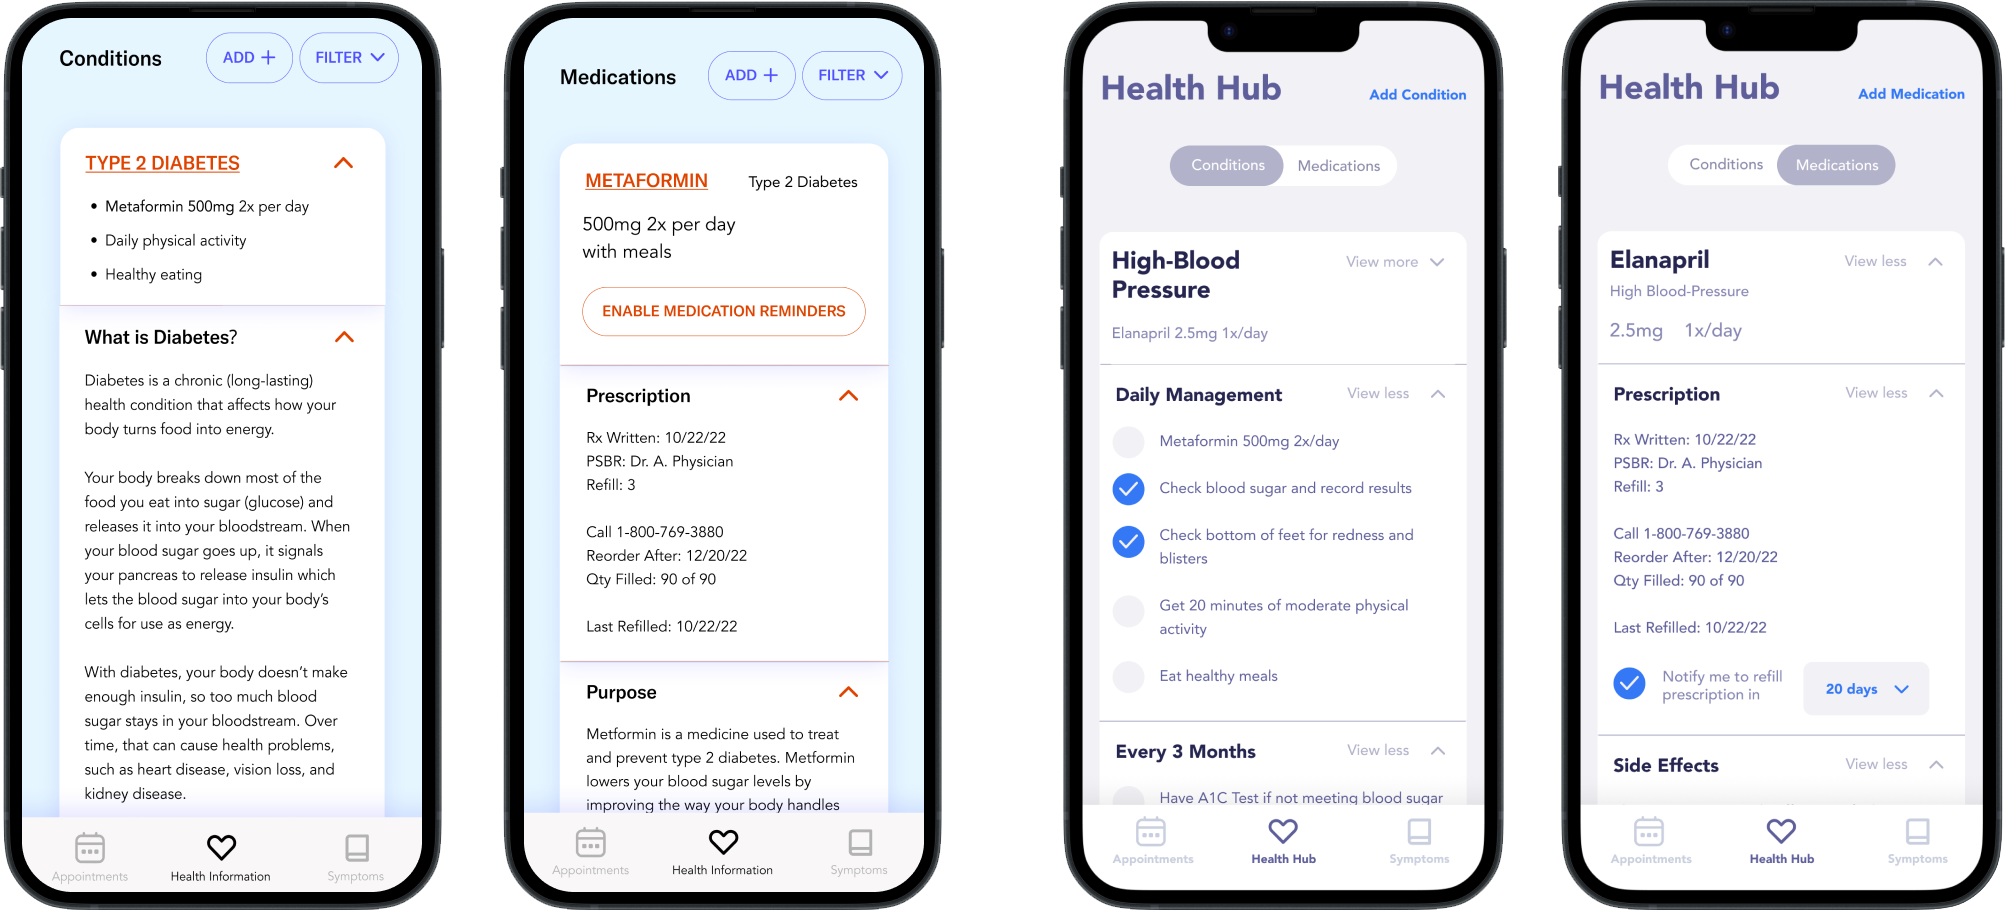 Conditions
ADD +
FILTER
TYPE 2 DIABETES
• Metaformin 500mg 2x per day
• Daily physical activity
• Healthy eating
What is Diabetes?
Diabetes is a chronic (long-lasting)
health condition that affects how your
body turns food into energy.
Your body breaks down most of the
food you eat into sugar (glucose) and
releases it into your bloodstream. When
your blood sugar goes up, it signals
your pancreas to release insulin which
lets the blood sugar into your body's
cells for use as energy.
With diabetes, your body doesn't make
enough insulin, so too much blood
sugar stays in your bloodstream. Over
time, that can cause health problems,
such as heart disease, vision loss, and
kidney disease.
Appointments
Health Information
Symptoms
Medications
ADD +
FILTER
METAFORMIN
Type 2 Diabetes
500mg 2x per day
with meals
ENABLE MEDICATION REMINDERS
Prescription
Rx Written: 10/22/22
PSBR: Dr. A. Physician
Refill: 3
Call 1-800-769-3880
Reorder After: 12/20/22
Qty Filled: 90 of 90
Last Refilled: 10/22/22
Purpose
Metformin is a medicine used to treat
and prevent type 2 diabetes. Metformin
lowers your blood sugar levels by
improving the way your body handles
Appointments
Health Information
Symptoms
Health Hub
Add Condition
Conditions
Medications
High-Blood
Pressure
View more
Elanapril 2.5mg 1x/day
Daily Management
View less
Metaformin 500mg 2x/day
Check blood sugar and record results
Check bottom of feet for redness and
blisters
Get 20 minutes of moderate physical
activity
Eat healthy meals
Every 3 Months
View less
Have A1C Test if not meeting blood sugar
Appointments
Health Hub
Symptoms
Health Hub
Add Medication
Conditions
Medications
Elanapril
View less
High Blood-Pressure
2.5mg 1x/day
Prescription
View less
Rx Written: 10/22/22
PSBR: Dr. A. Physician
Refill: 3
Call 1-800-769-3880
Reorder After: 12/20/22
Qty Filled: 90 of 90
Last Refilled: 10/22/22
Notify me to refill
prescription in
20 days
Side Effects
View less
Appointments
Health Hub
Symptoms